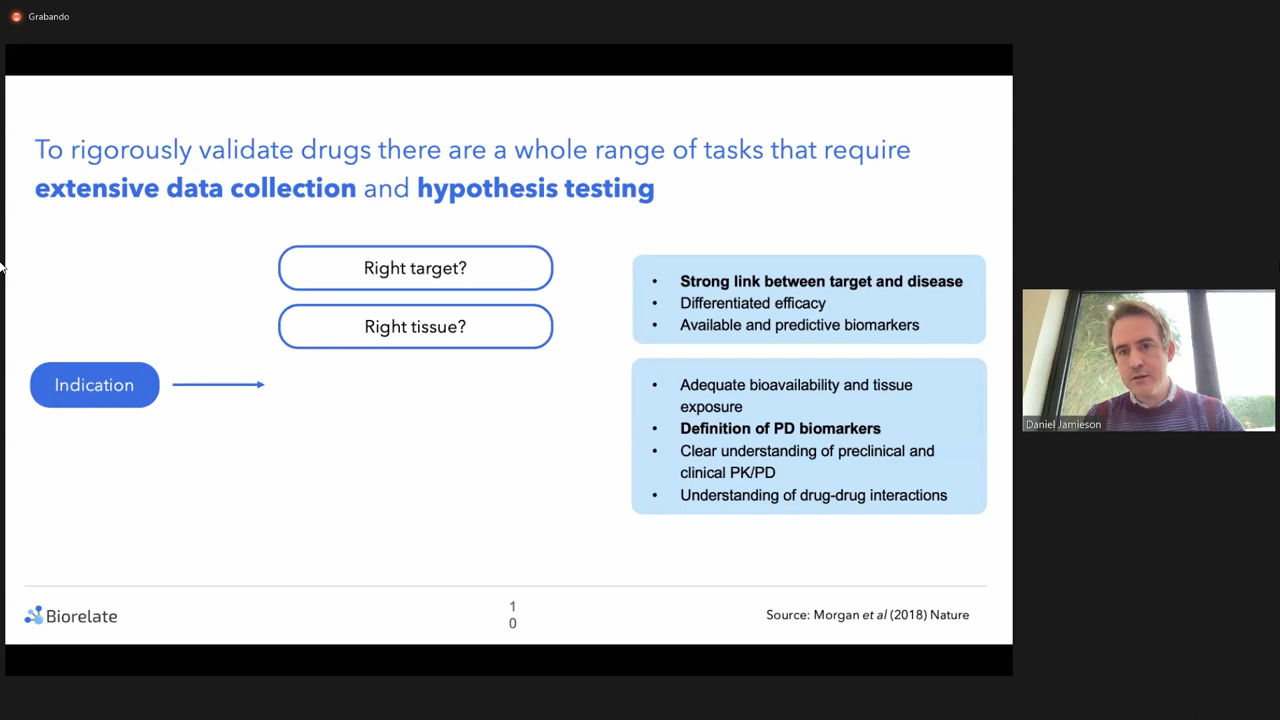 Grabando
To rigorously validate drugs there are a whole range of tasks that require
extensive data collection and hypothesis testing
Right target?
Right tissue?
Indication
• Strong link between target and disease
• Differentiated efficacy
• Available and predictive biomarkers
• Adequate bioavailability and tissue
exposure
• Definition of PD biomarkers
• Clear understanding of preclinical and
clinical PK/PD
• Understanding of drug-drug interactions
Biorelate
1
0
Source: Morgan et al (2018) Nature
Daniel Jamieson